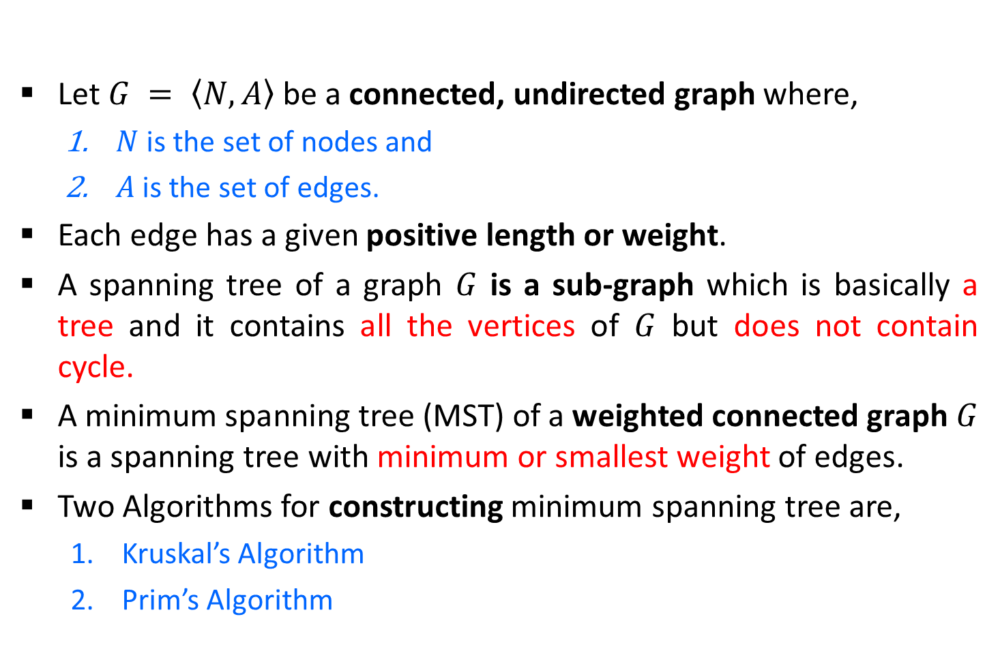 ▪ Let G = ⟨N, A⟩ be a connected, undirected graph where,
1. N is the set of nodes and
2. A is the set of edges.
▪ Each edge has a given positive length or weight.
▪ A spanning tree of a graph G is a sub-graph which is basically a
tree and it contains all the vertices of G but does not contain
cycle.
▪ A minimum spanning tree (MST) of a weighted connected graph G
is a spanning tree with minimum or smallest weight of edges.
▪ Two Algorithms for constructing minimum spanning tree are,
1. Kruskal’s Algorithm
2. Prim’s Algorithm